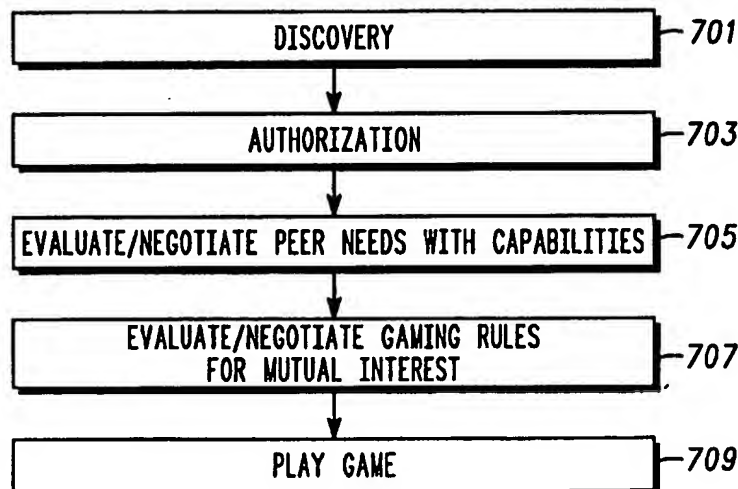 DISCOVERY 701
AUTHORIZATION 703
EVALUATE/NEGOTIATE PEER NEEDS WITH CAPABILITIES 705
EVALUATE/NEGOTIATE GAMING RULES
FOR MUTUAL INTEREST 707
PLAY GAME 709